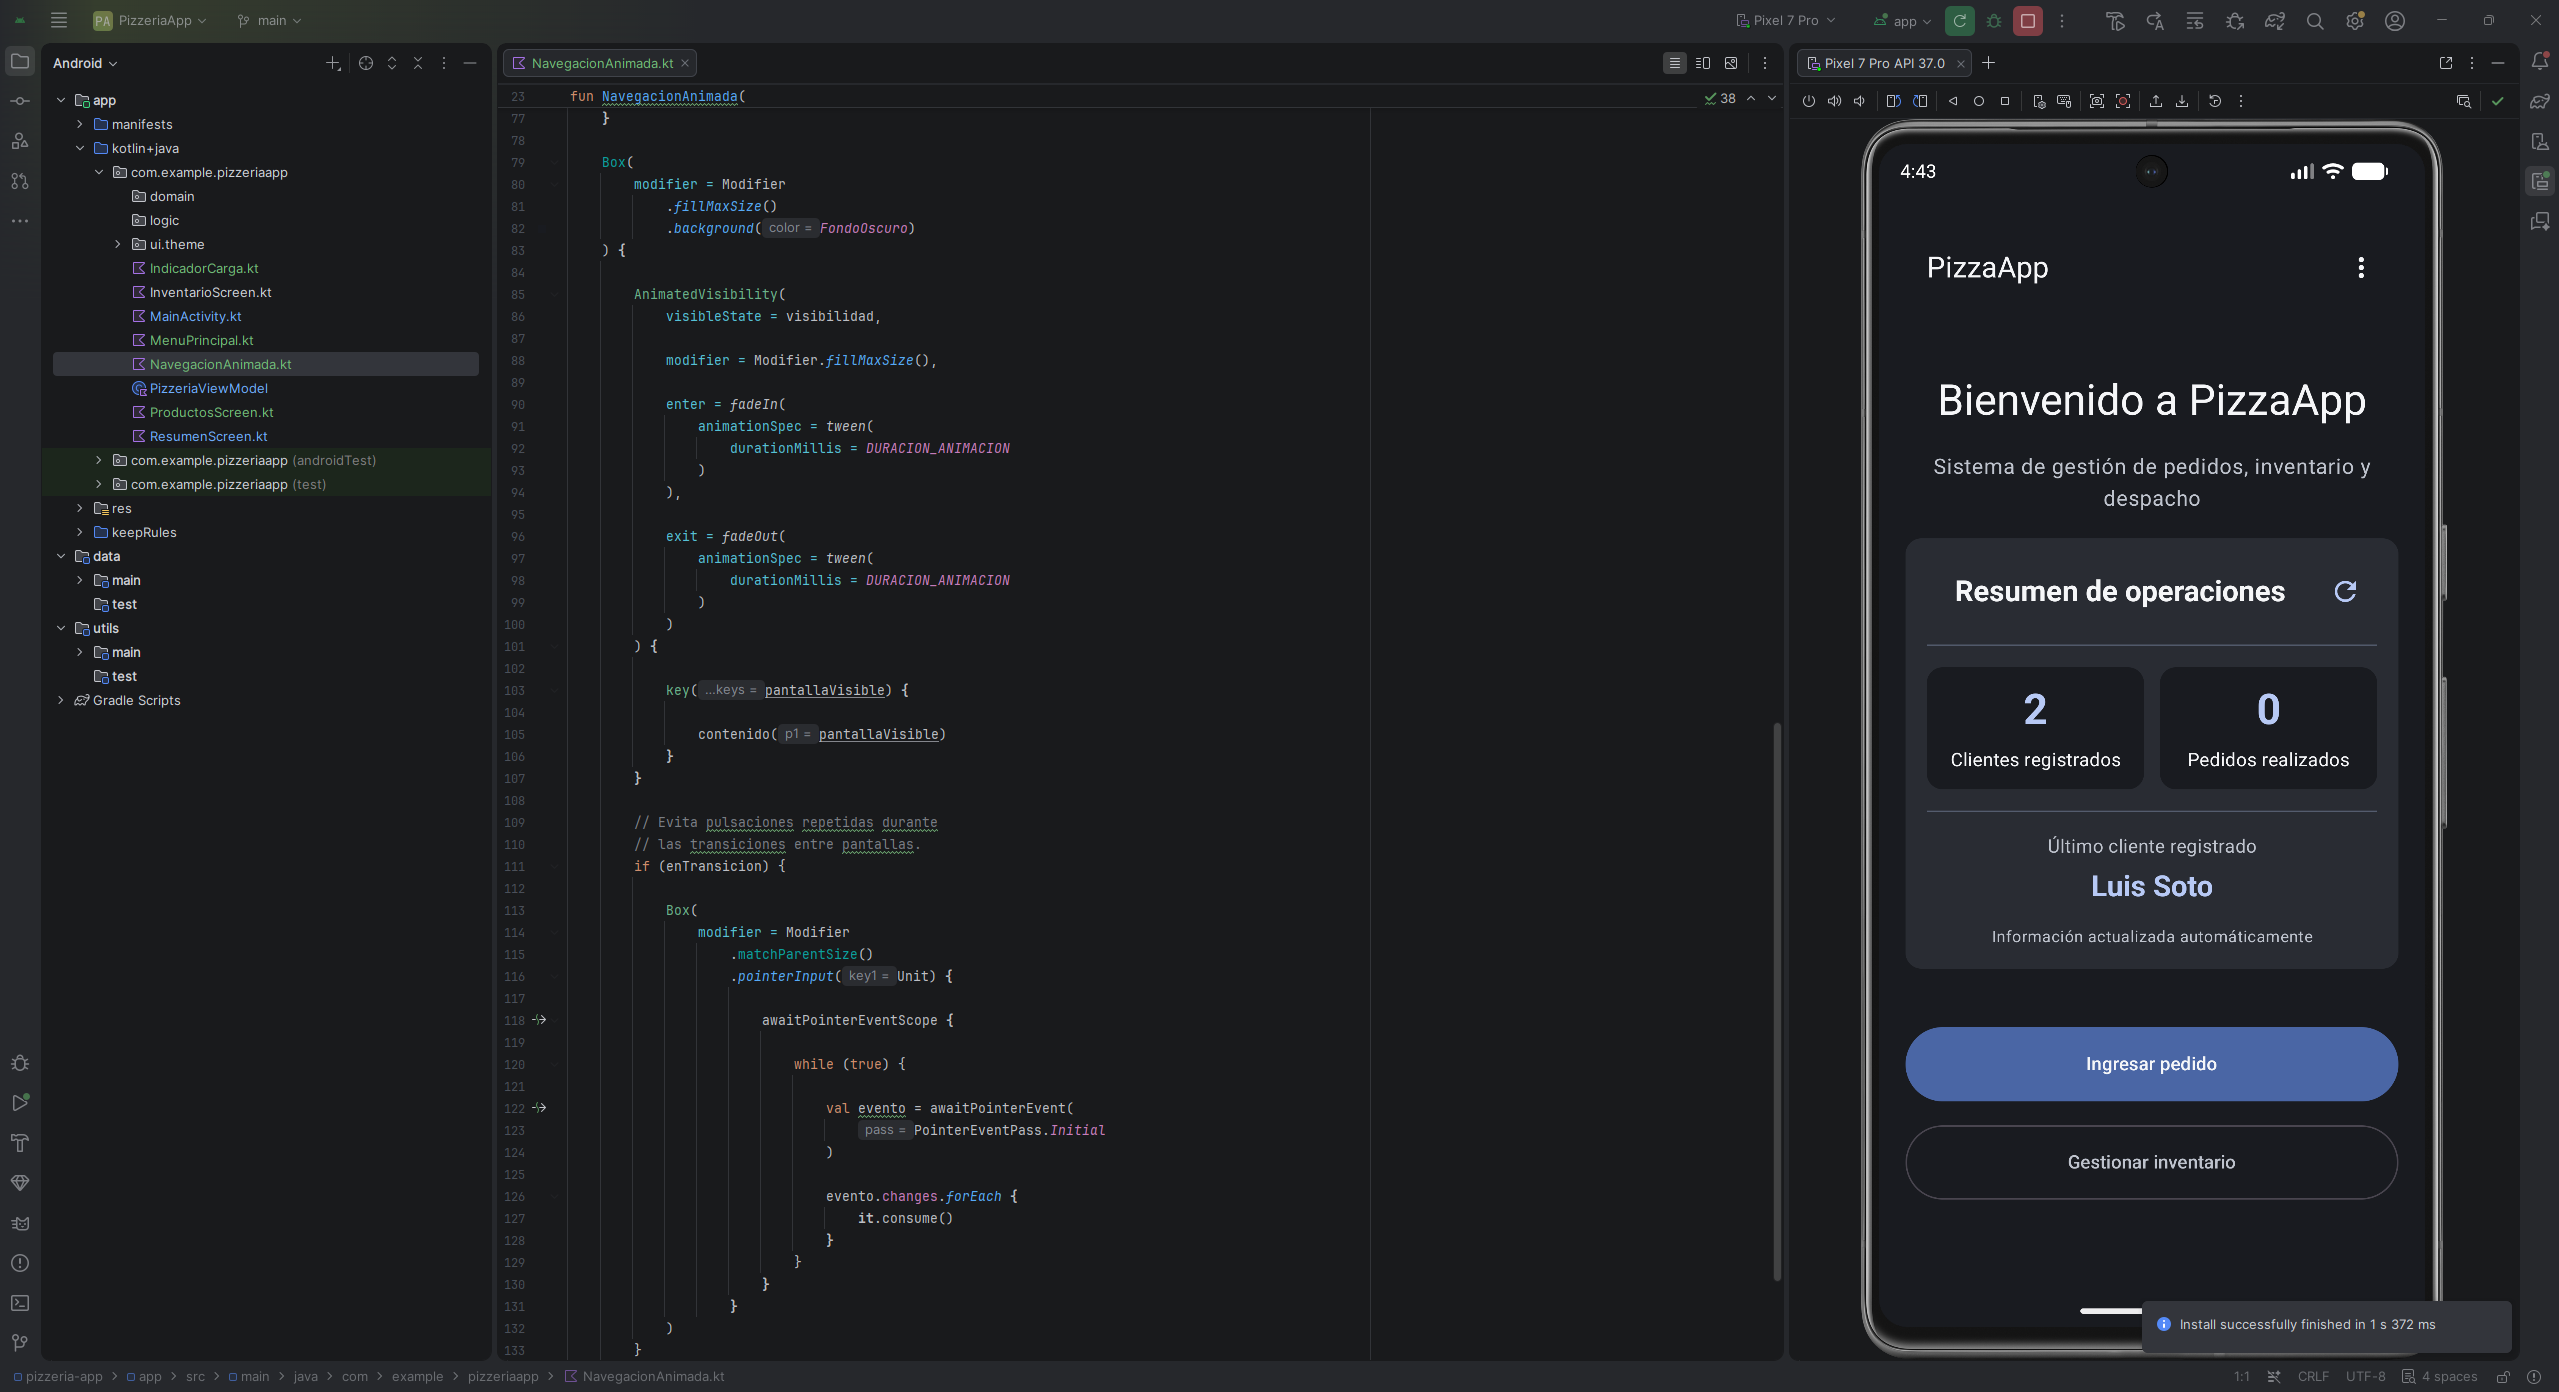 PA PizzeriaApp main Pixel 7 Pro app
Android
app
manifests
kotlin+java
com.example.pizzeriaapp
domain
logic
ui.theme
IndicadorCarga.kt
InventarioScreen.kt
MainActivity.kt
MenuPrincipal.kt
NavegacionAnimada.kt
PizzeriaViewModel
ProductosScreen.kt
ResumenScreen.kt
com.example.pizzeriaapp (androidTest)
com.example.pizzeriaapp (test)
res
keepRules
data
main
test
utils
main
test
Gradle Scripts
NavegacionAnimada.kt
38
23 fun NavegacionAnimada(
77 }
78
79 Box(
80 modifier = Modifier
81 .fillMaxSize()
82 .background( color = FondoOscuro)
83 ) {
84
85 AnimatedVisibility(
86 visibleState = visibilidad,
87
88 modifier = Modifier.fillMaxSize(),
89
90 enter = fadeIn(
91 animationSpec = tween(
92 durationMillis = DURACION_ANIMACION
93 )
94 ),
95
96 exit = fadeOut(
97 animationSpec = tween(
98 durationMillis = DURACION_ANIMACION
99 )
100 )
101 ) {
102
103 key( ...keys = pantallaVisible) {
104
105 contenido( p1 = pantallaVisible)
106 }
107 }
108
109 // Evita pulsaciones repetidas durante
110 // las transiciones entre pantallas.
111 if (enTransicion) {
112
113 Box(
114 modifier = Modifier
115 .matchParentSize()
116 .pointerInput( key1 = Unit) {
117
118 awaitPointerEventScope {
119
120 while (true) {
121
122 val evento = awaitPointerEvent(
123 pass = PointerEventPass.Initial
124 )
125
126 evento.changes.forEach {
127 it.consume()
128 }
129 }
130 }
131 }
132 )
133 }
Pixel 7 Pro API 37.0
4:43
PizzaApp
Bienvenido a PizzaApp
Sistema de gestión de pedidos, inventario y
despacho
Resumen de operaciones
2 0
Clientes registrados Pedidos realizados
Último cliente registrado
Luis Soto
Información actualizada automáticamente
Ingresar pedido
Gestionar inventario
Install successfully finished in 1 s 372 ms
pizzeria-app > app > src > main > java > com > example > pizzeriaapp > NavegacionAnimada.kt
1:1 CRLF UTF-8 4 spaces